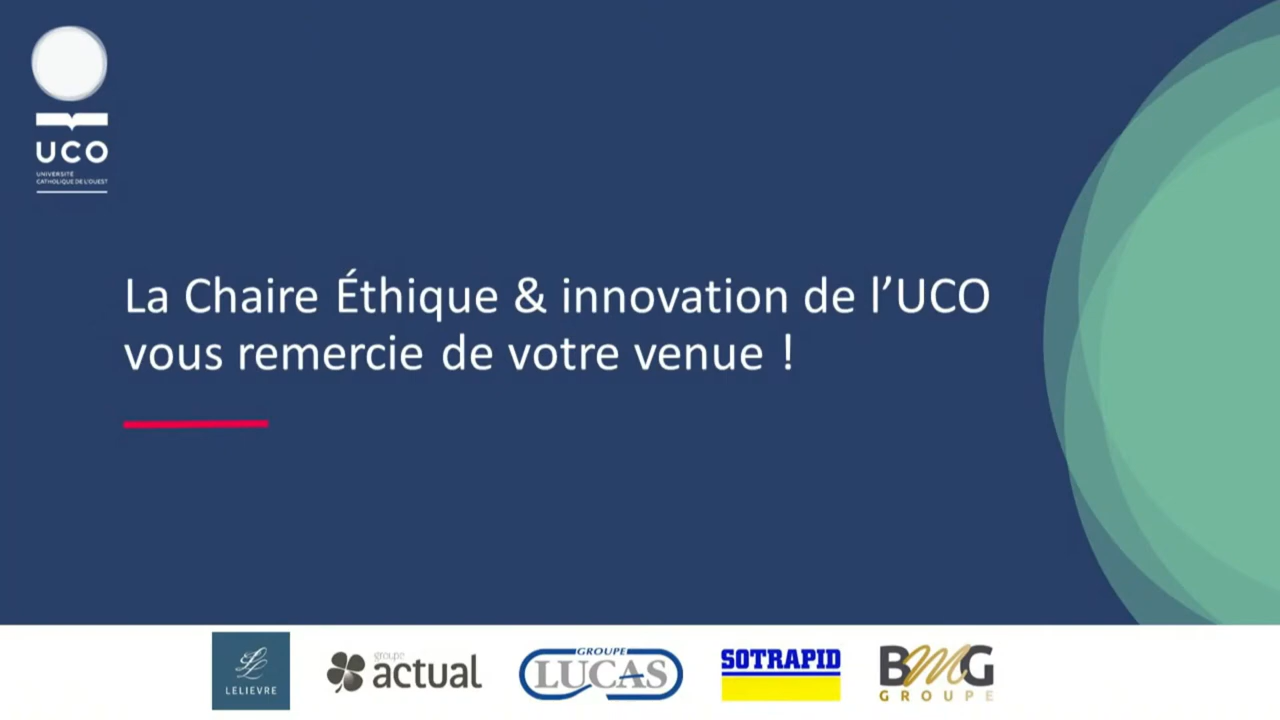 UCO
UNIVERSITÉ
CATHOLIQUE DE L'OUEST
La Chaire Éthique & innovation de l’UCO
vous remercie de votre venue !
LELIEVRE
groupe
actual
GROUPE
LUCAS
SOTRAPID
BMG
GROUPE